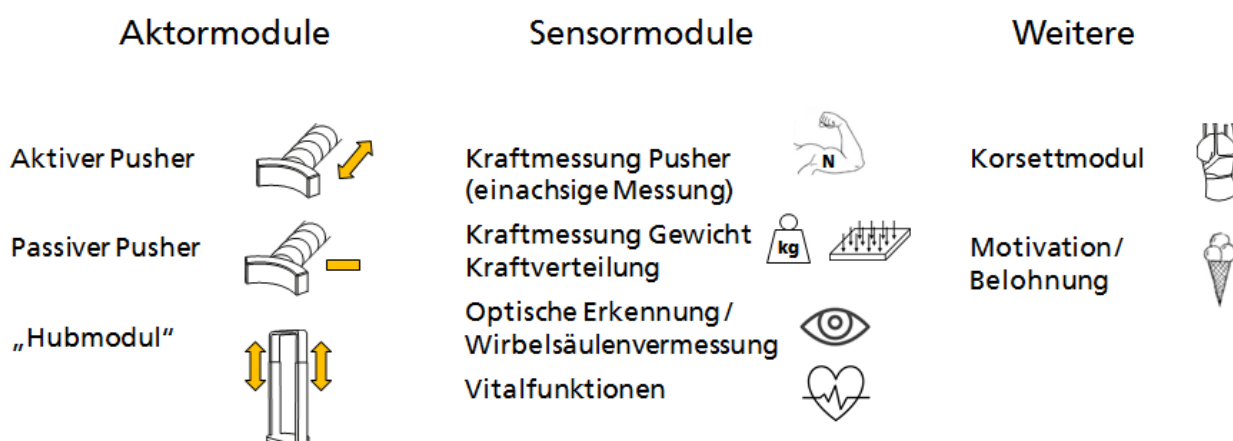 Aktormodule
Aktiver Pusher
Passiver Pusher
„Hubmodul“
Sensormodule
Kraftmessung Pusher
(einachsige Messung)
N
Kraftmessung Gewicht
Kraftverteilung
kg
Optische Erkennung/
Wirbelsäulenvermessung
Vitalfunktionen
Weitere
Korsettmodul
Motivation/
Belohnung